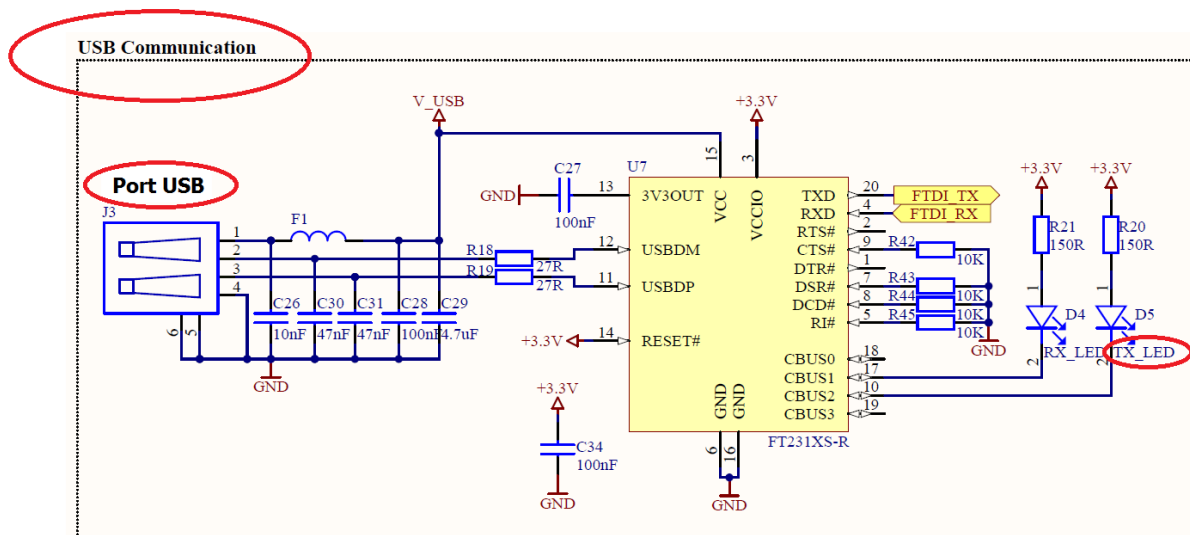 USB Communication
V_USB
+3.3V
Port USB
J3
F1
1
2
3
4
6
5
C26
10nF
C30
47nF
C31
47nF
C28
100nF
C29
4.7uF
GND
R18
27R
R19
27R
GND
C27
100nF
+3.3V
C34
100nF
GND
+3.3V
U7
15
VCC
3
VCCIO
13
3V3OUT
12
USBDM
11
USBDP
14
RESET#
TXD
20
FTDI_TX
RXD
4
FTDI_RX
RTS#
2
CTS#
9
DTR#
1
DSR#
7
DCD#
8
RI#
5
CBUS0
18
CBUS1
17
CBUS2
10
CBUS3
19
GND
GND
6
16
GND
FT231XS-R
R42
10K
R43
10K
R44
10K
R45
10K
GND
+3.3V
+3.3V
R21
150R
R20
150R
1
D4
1
D5
2
RX_LED
2
TX_LED